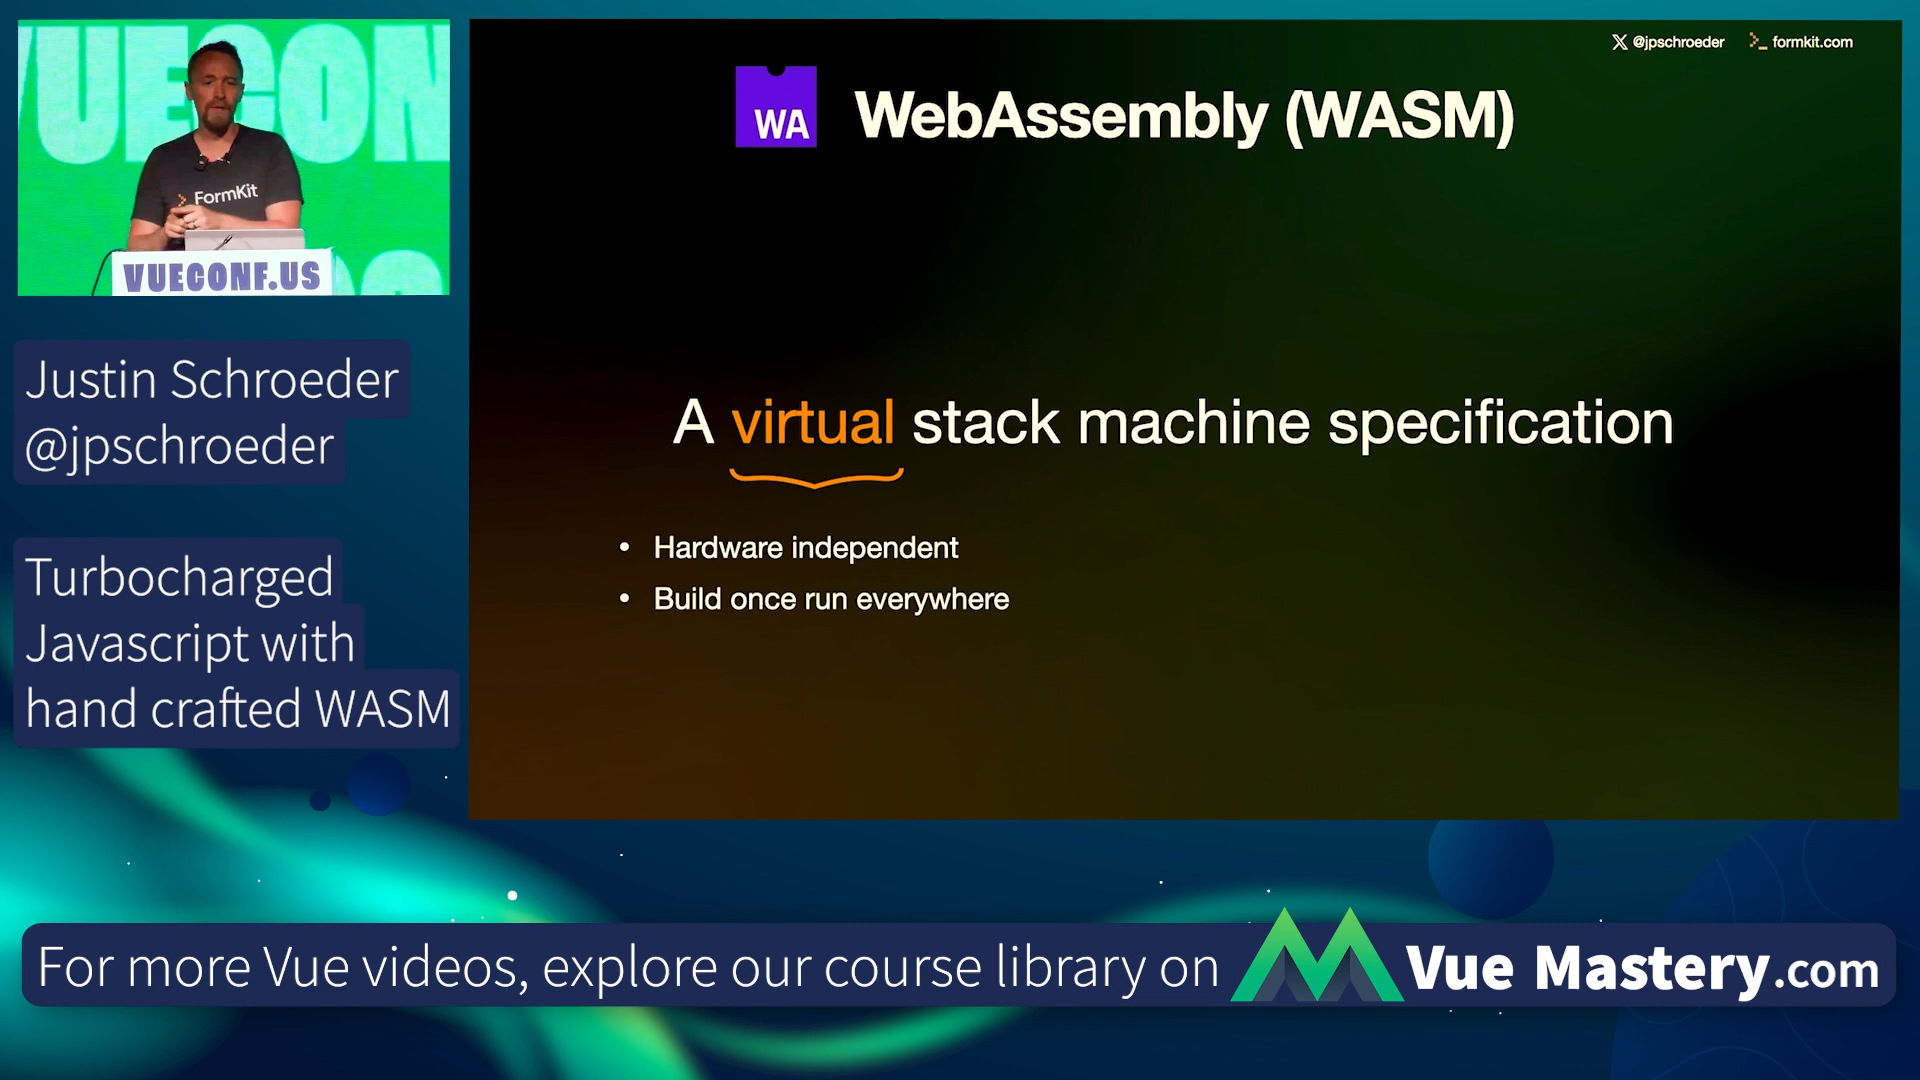 VUECON
FormKit
VUECONF.US
Justin Schroeder
@jpschroeder
Turbocharged
Javascript with
hand crafted WASM
X @jpschroeder
formkit.com
WA
WebAssembly (WASM)
A virtual stack machine specification
• Hardware independent
• Build once run everywhere
For more Vue videos, explore our course library on Vue Mastery.com